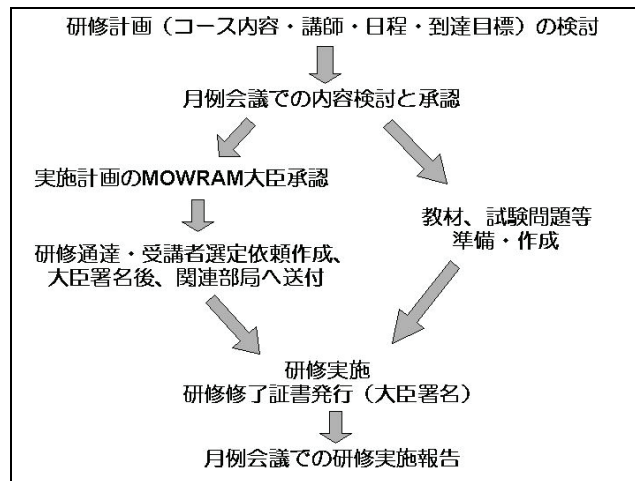 研修計画（コース内容・講師・日程・到達目標）の検討
月例会議での内容検討と承認
実施計画のMOWRAM大臣承認
研修通達・受講者選定依頼作成、
大臣署名後、関連部局へ送付
教材、試験問題等
準備・作成
研修実施
研修修了証書発行（大臣署名）
月例会議での研修実施報告